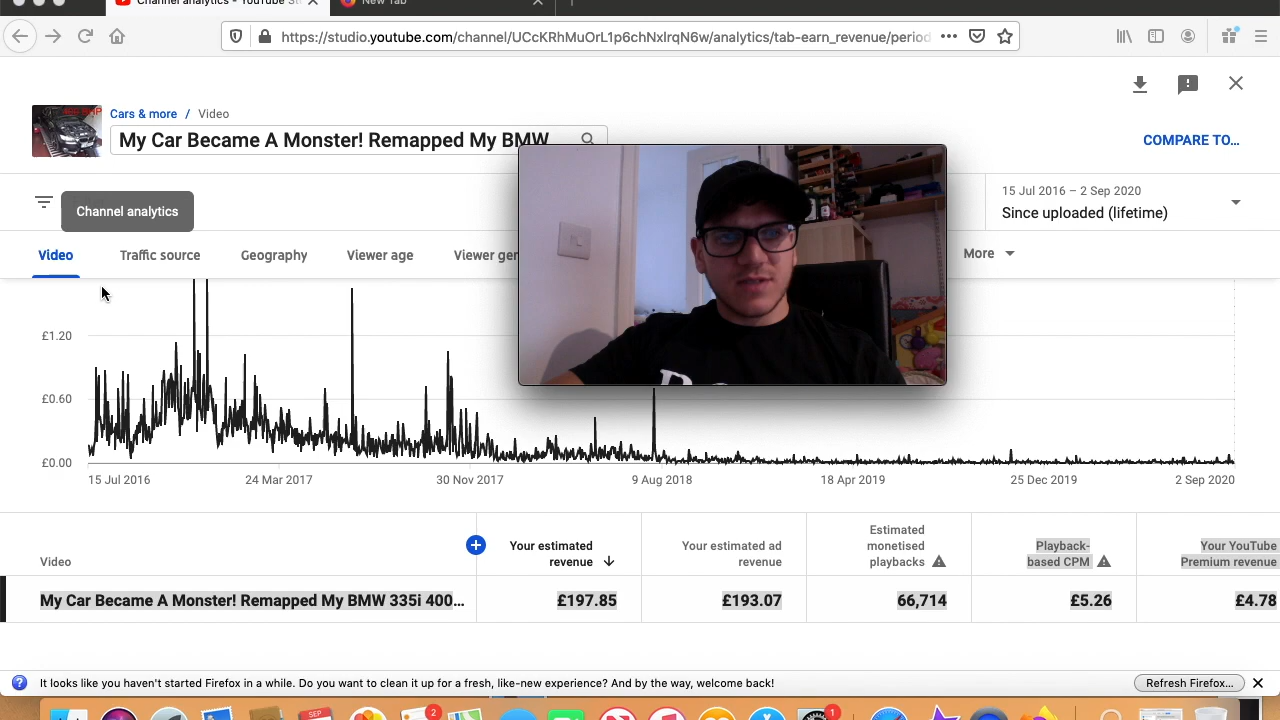 Channel analytics - YouTube St
New Tab
https://studio.youtube.com/channel/UCcKRhMuOrL1p6chNxlrqN6w/analytics/tab-earn_revenue/period
Cars & more / Video
My Car Became A Monster! Remapped My BMW
COMPARE TO...
Channel analytics
15 Jul 2016 – 2 Sep 2020
Since uploaded (lifetime)
Video Traffic source Geography Viewer age Viewer ger More
£1.20
£0.60
£0.00
15 Jul 2016 24 Mar 2017 30 Nov 2017 9 Aug 2018 18 Apr 2019 25 Dec 2019 2 Sep 2020
Video
Your estimated
revenue
Your estimated ad
revenue
Estimated
monetised
playbacks
Playback-
based CPM
Your YouTube
Premium revenue
My Car Became A Monster! Remapped My BMW 335i 400... £197.85 £193.07 66,714 £5.26 £4.78
It looks like you haven't started Firefox in a while. Do you want to clean it up for a fresh, like-new experience? And by the way, welcome back!
Refresh Firefox...
SEP
2
1